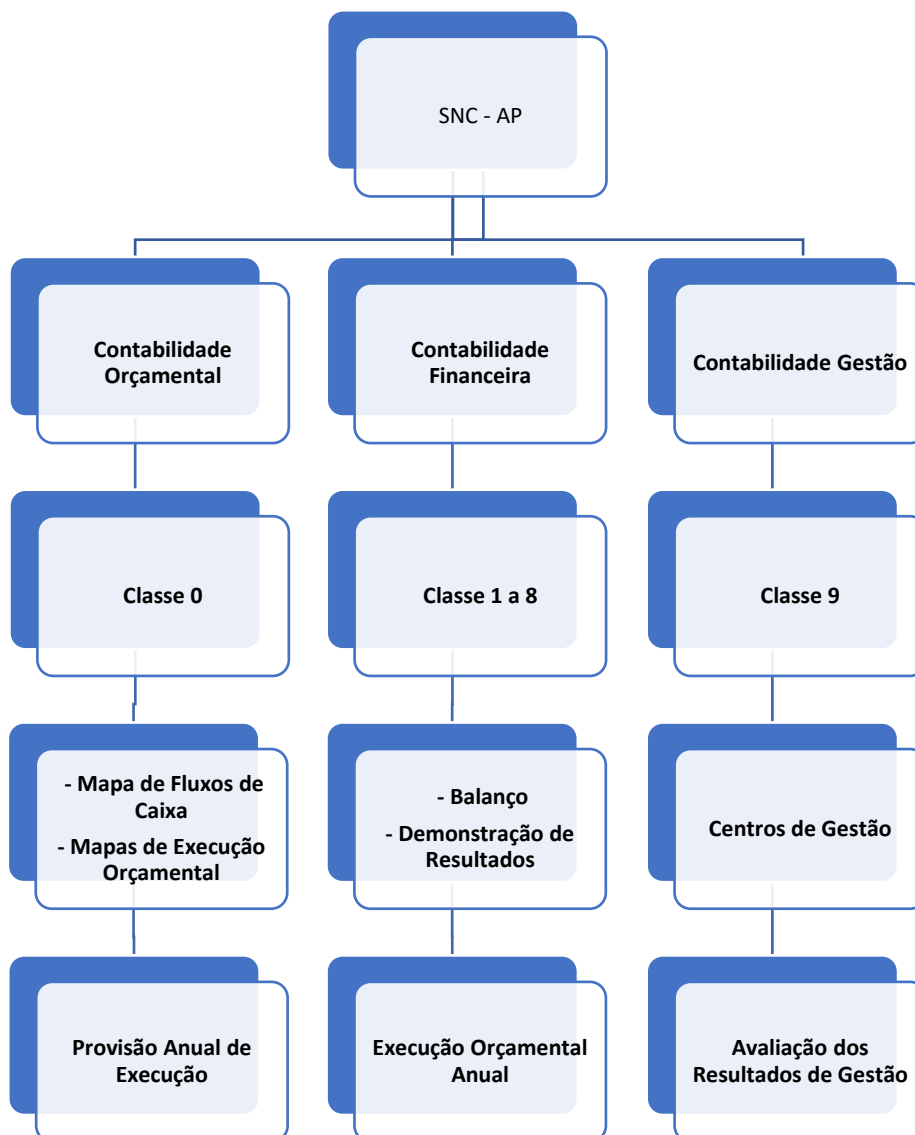 SNC - AP
Contabilidade
Orçamental
Contabilidade
Financeira
Contabilidade Gestão
Classe 0
Classe 1 a 8
Classe 9
- Mapa de Fluxos de
Caixa
- Mapas de Execução
Orçamental
- Balanço
- Demonstração de
Resultados
Centros de Gestão
Provisão Anual de
Execução
Execução Orçamental
Anual
Avaliação dos
Resultados de Gestão